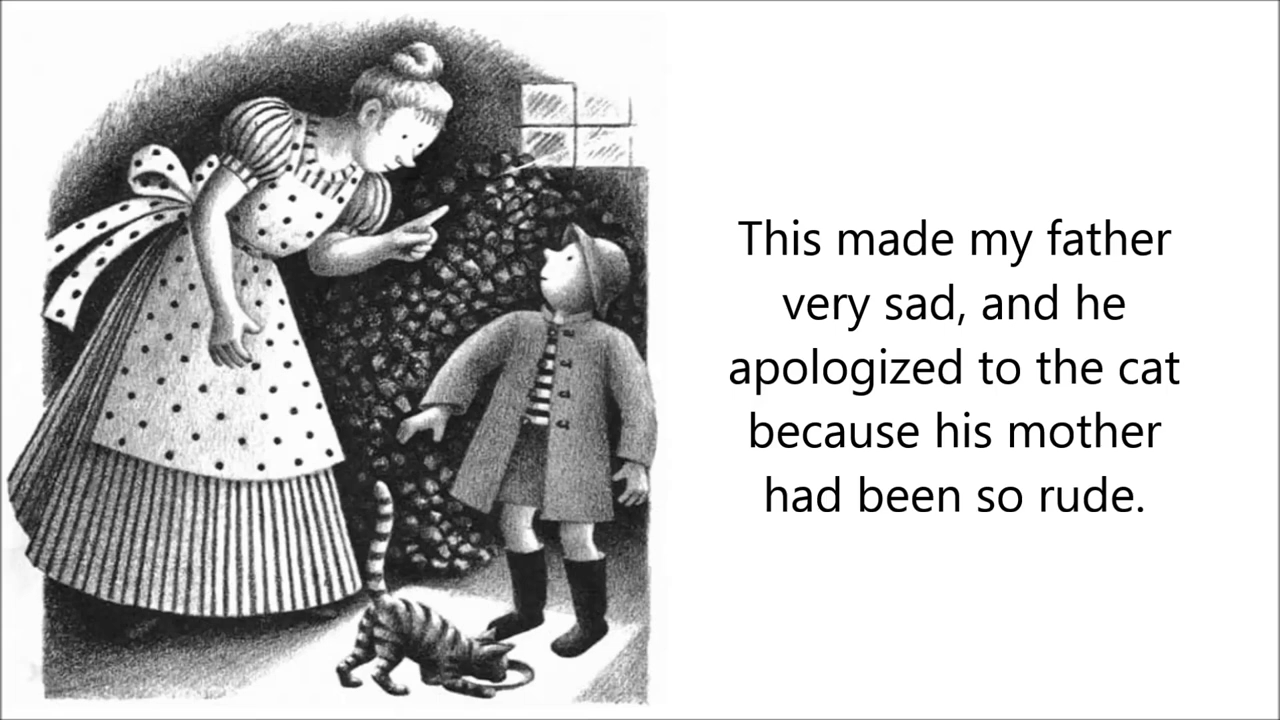 This made my father
very sad, and he
apologized to the cat
because his mother
had been so rude.